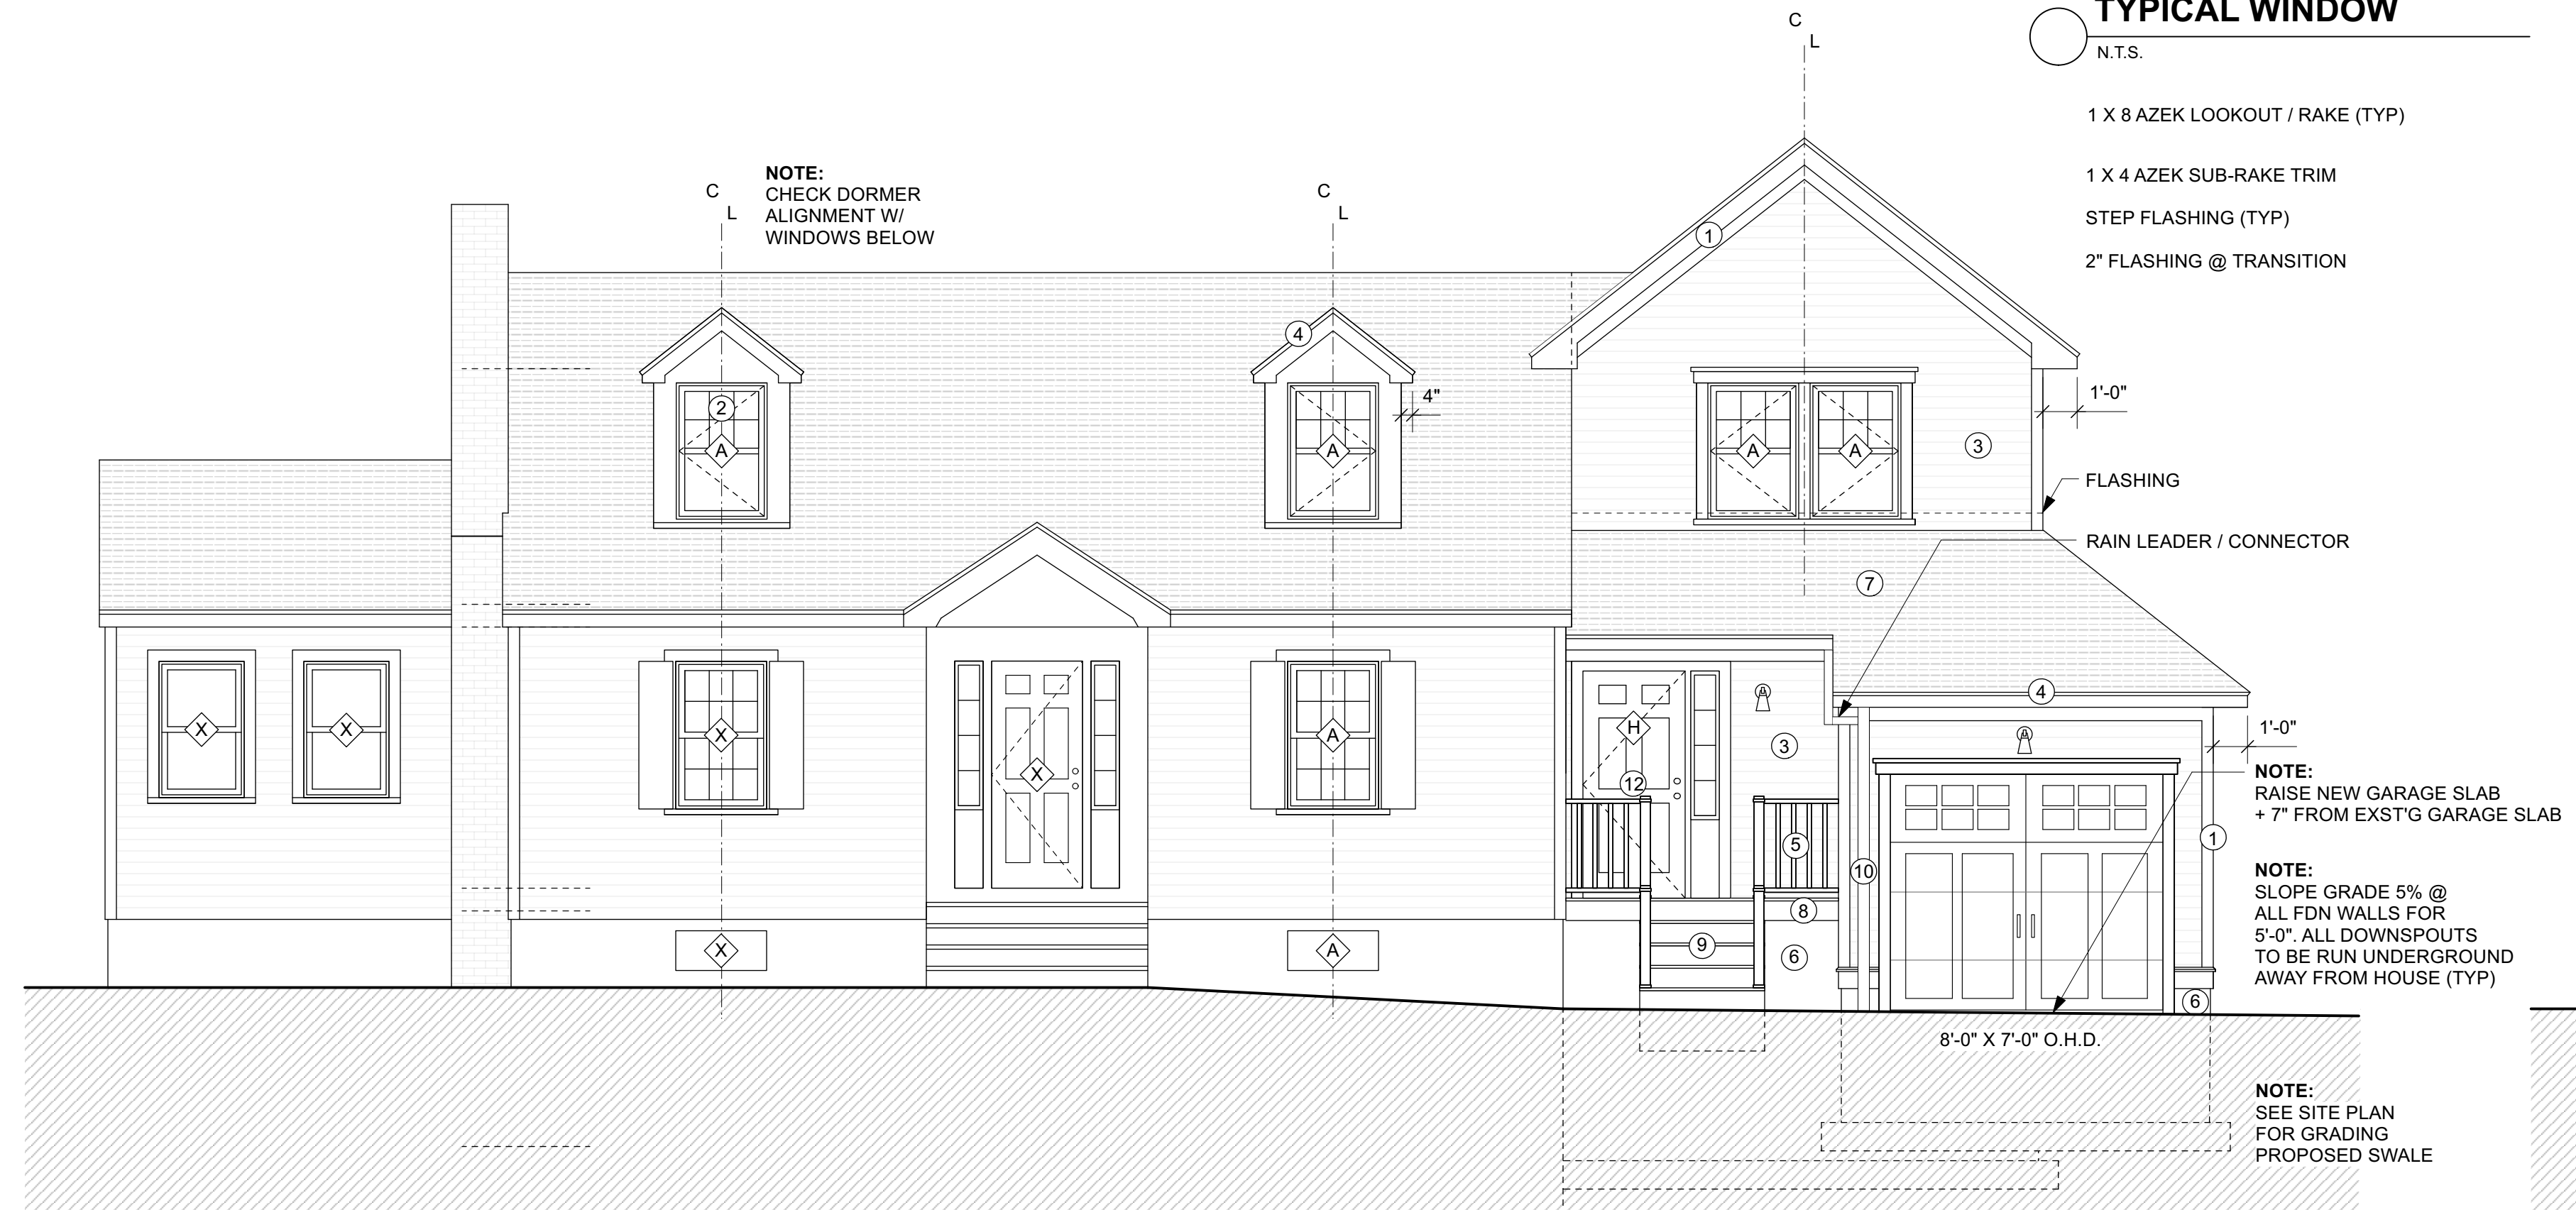 TYPICAL WINDOW
N.T.S.
1 X 8 AZEK LOOKOUT / RAKE (TYP)
1 X 4 AZEK SUB-RAKE TRIM
STEP FLASHING (TYP)
2" FLASHING @ TRANSITION
C
L
NOTE:
CHECK DORMER
ALIGNMENT W/
WINDOWS BELOW
C
L
C
L
1
4
2
4"
1'-0"
A
A
A
A
3
FLASHING
RAIN LEADER / CONNECTOR
7
4
1'-0"
X
X
X
X
A
H
3
12
NOTE:
RAISE NEW GARAGE SLAB
+ 7" FROM EXST'G GARAGE SLAB
5
1
10
NOTE:
SLOPE GRADE 5% @
ALL FDN WALLS FOR
5'-0". ALL DOWNSPOUTS
TO BE RUN UNDERGROUND
AWAY FROM HOUSE (TYP)
8
9
6
X
A
6
8'-0" X 7'-0" O.H.D.
NOTE:
SEE SITE PLAN
FOR GRADING
PROPOSED SWALE